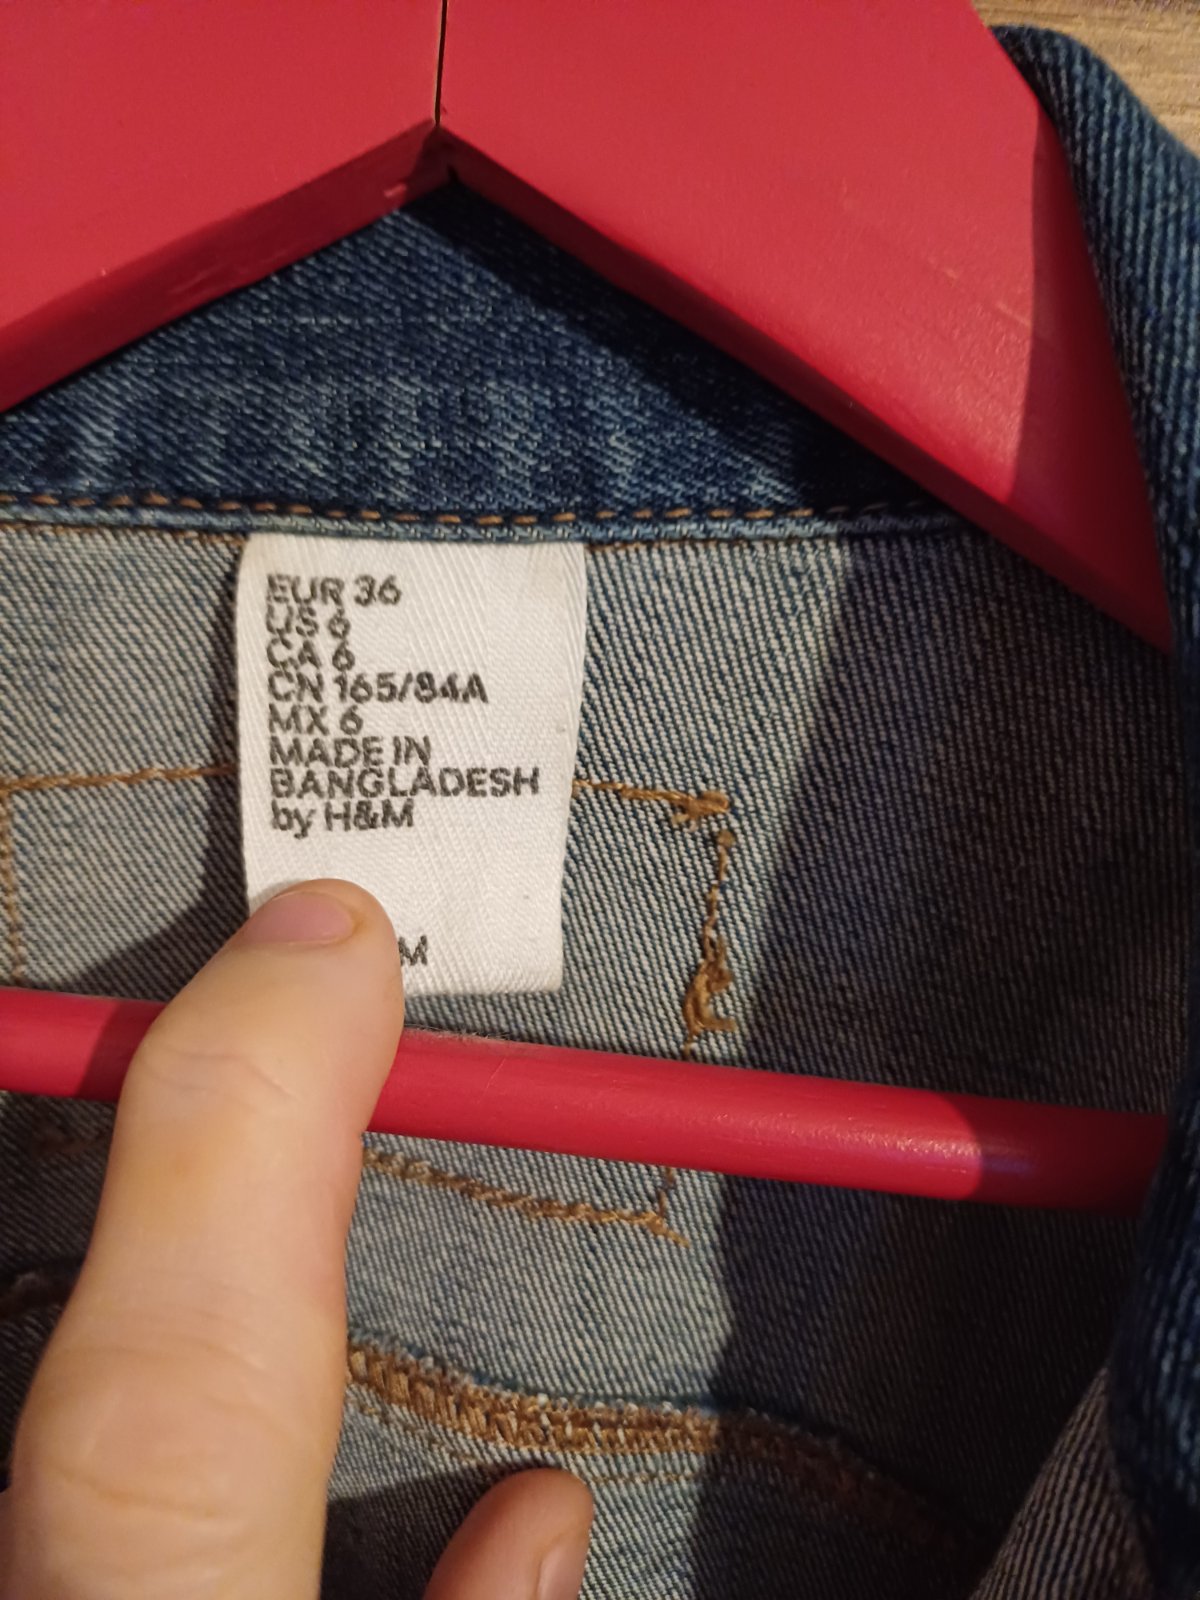 EUR 36
US 6
CA 6
CN 165/84A
MX 6
MADE IN
BANGLADESH
by H&M
M